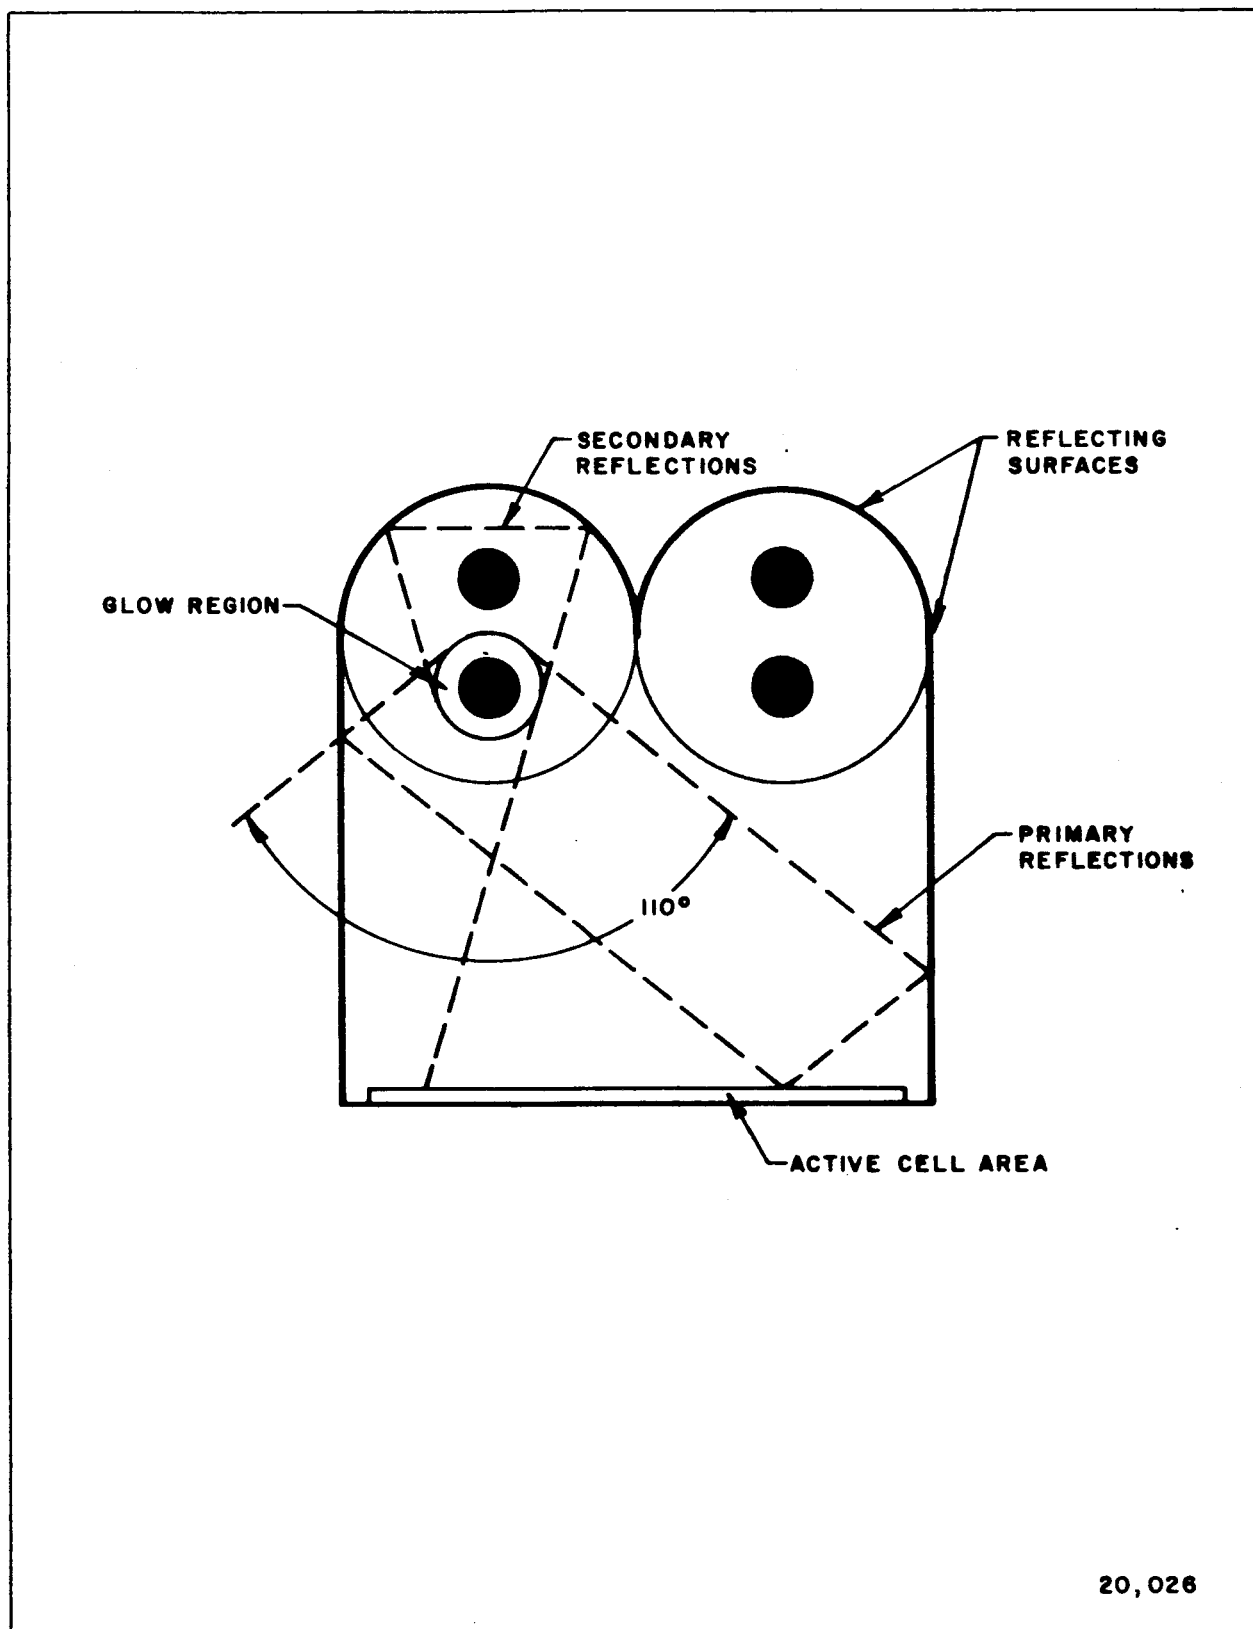 SECONDARY
REFLECTIONS
REFLECTING
SURFACES
GLOW REGION
PRIMARY
REFLECTIONS
110°
ACTIVE CELL AREA
20,026